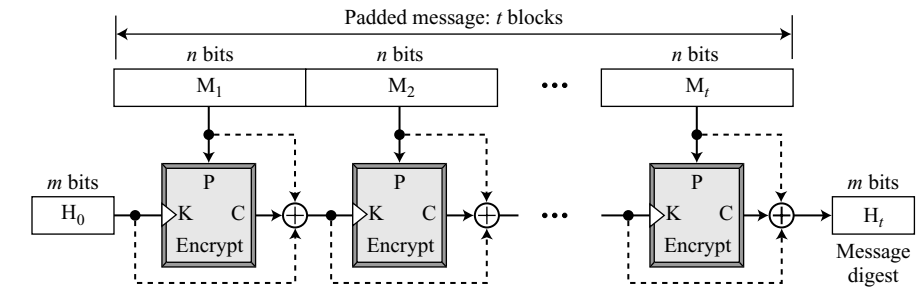 Padded message: t blocks
n bits n bits n bits
M₁ M₂ ••• Mₜ
m bits P P P m bits
H₀ K C K C ••• K C Hₜ
Encrypt Encrypt Encrypt
Message
digest